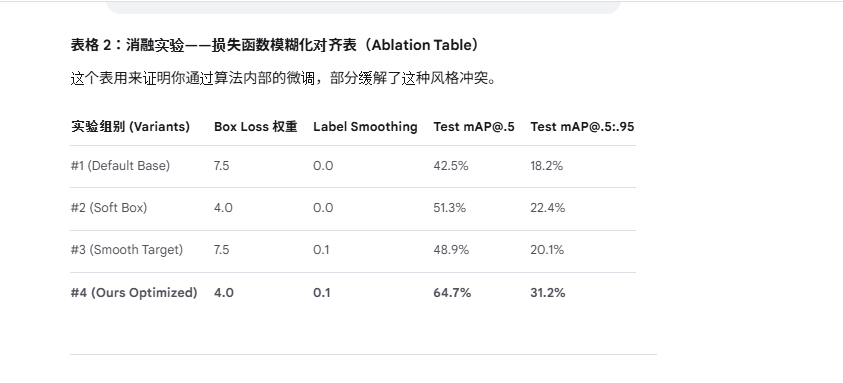 表格 2：消融实验——损失函数模糊化对齐表（Ablation Table）
这个表用来证明你通过算法内部的微调，部分缓解了这种风格冲突。
实验组别 (Variants) Box Loss 权重 Label Smoothing Test mAP@.5 Test mAP@.5:.95
#1 (Default Base) 7.5 0.0 42.5% 18.2%
#2 (Soft Box) 4.0 0.0 51.3% 22.4%
#3 (Smooth Target) 7.5 0.1 48.9% 20.1%
#4 (Ours Optimized) 4.0 0.1 64.7% 31.2%